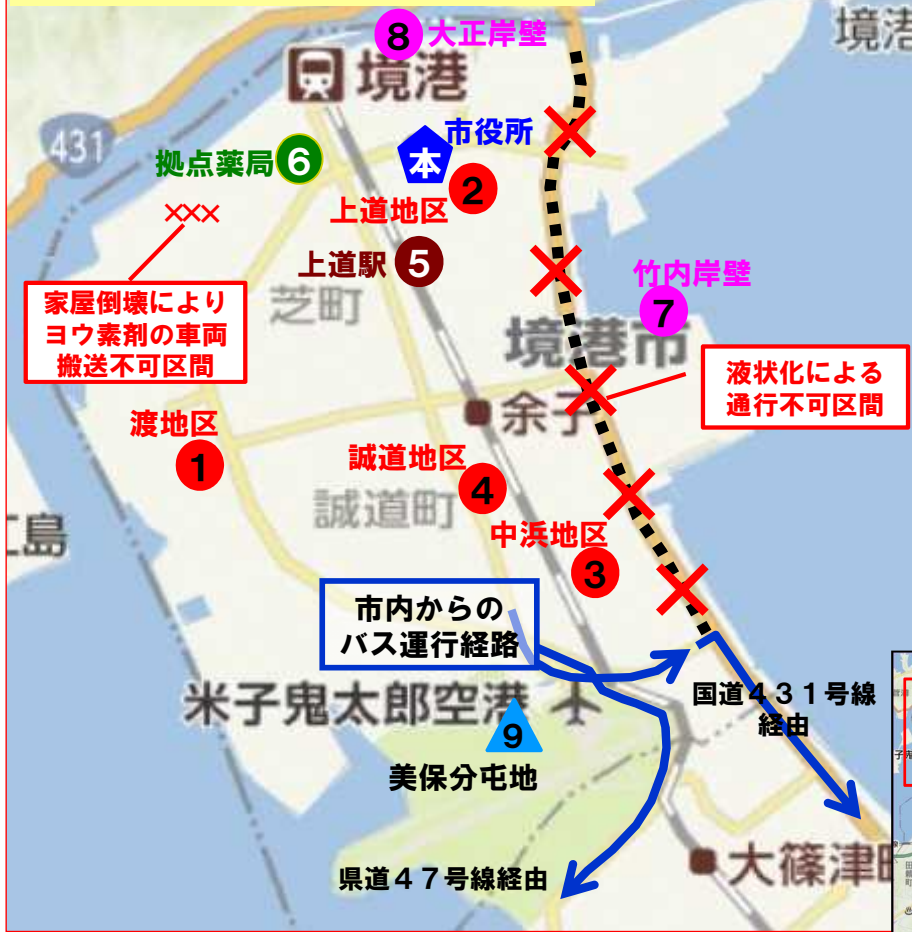 8 大正岸壁
境港
境港
431
市役所
本
拠点薬局 6
2
上道地区
×××
上道駅 5
竹内岸壁
7
家屋倒壊により
ヨウ素剤の車両
搬送不可区間
芝町
境港市
液状化による
通行不可区間
余子
渡地区
1
誠道地区
4
誠道町
中浜地区
3
江島
市内からの
バス運行経路
国道431号線
経由
米子鬼太郎空港
9
美保分屯地
県道47号線経由
大篠津町